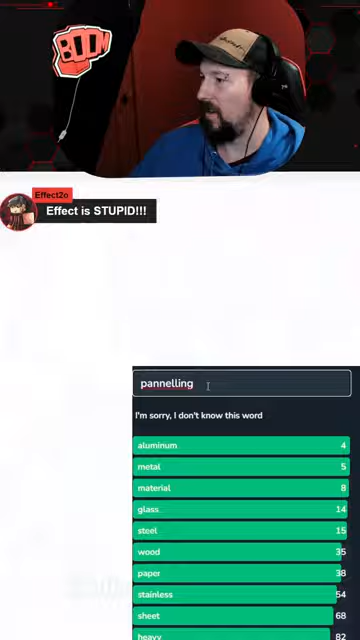 BOOM
Effect2o
Effect is STUPID!!!
pannelling
I'm sorry, I don't know this word
aluminum 4
metal 5
material 8
glass 14
steel 15
wood 35
paper 38
stainless 54
sheet 68
heavy 82